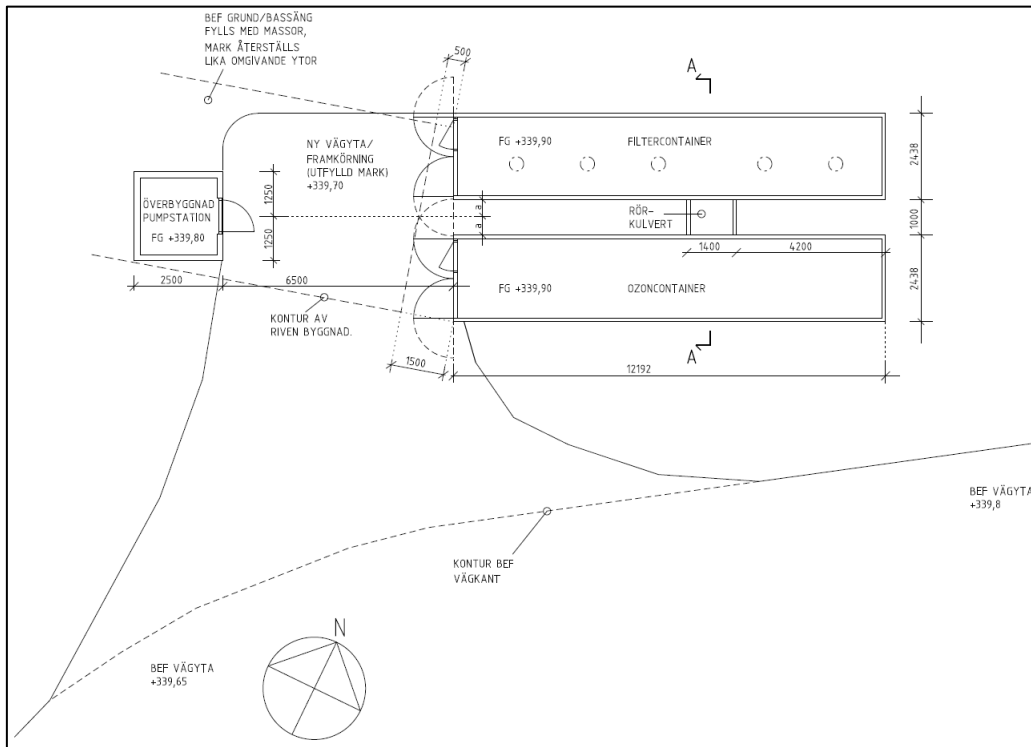 BEF GRUND/BASSÄNG
FYLLS MED MASSOR,
MARK ÅTERSTÄLLS
LIKA OMGIVANDE YTOR
500
A
NY VÄGYTA/
FRAMKÖRNING
(UTFYLLD MARK)
+339,70
FG +339,90
FILTERCONTAINER
2438
ÖVERBYGGNAD
PUMPSTATION
FG +339,80
1250
1250
a
a
RÖR-
KULVERT
1000
1400
4200
2500
6500
FG +339,90
OZONCONTAINER
2438
KONTUR AV
RIVEN BYGGNAD.
A
1500
12192
BEF VÄGYTA
+339,8
KONTUR BEF
VÄGKANT
N
BEF VÄGYTA
+339,65